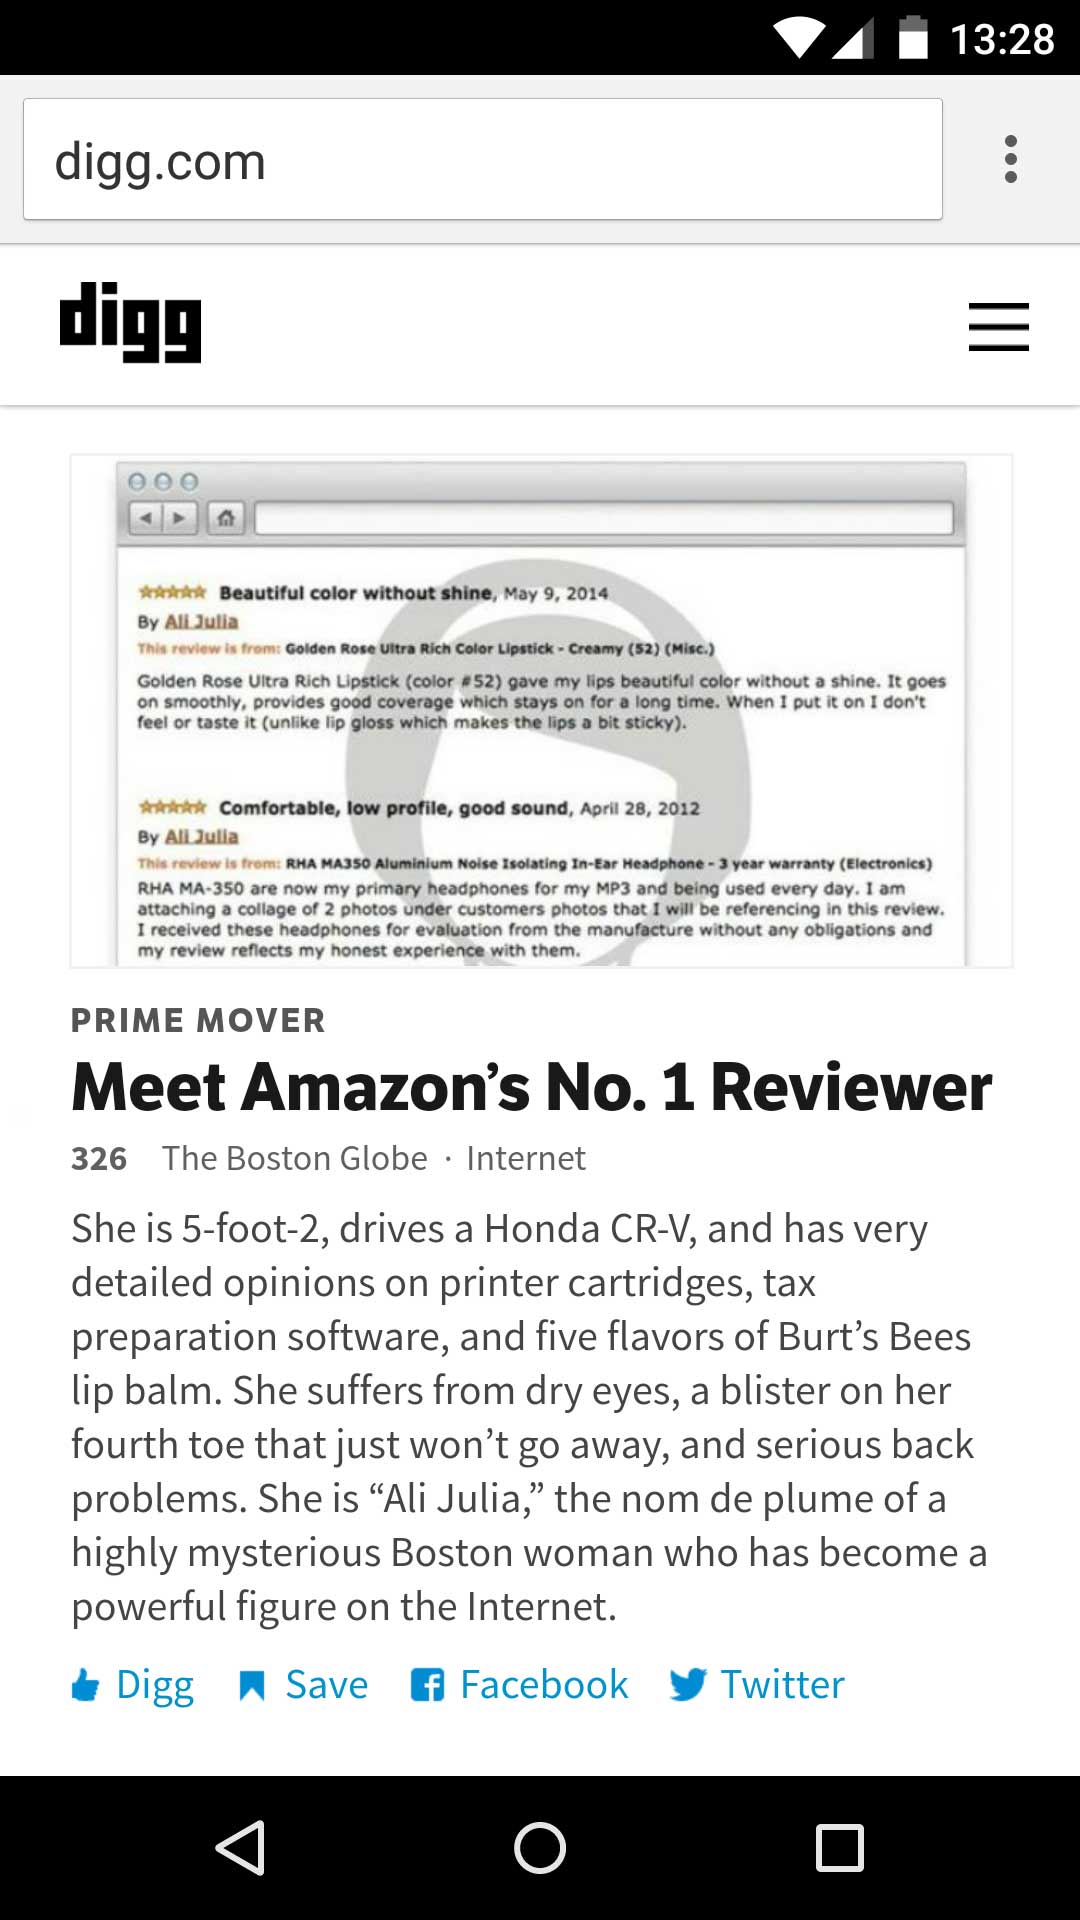 13:28
digg.com
digg
★★★★★ Beautiful color without shine, May 9, 2014
By Ali Julia
This review is from: Golden Rose Ultra Rich Color Lipstick - Creamy (52) (Misc.)
Golden Rose Ultra Rich Lipstick (color #52) gave my lips beautiful color without a shine. It goes
on smoothly, provides good coverage which stays on for a long time. When I put it on I don't
feel or taste it (unlike lip gloss which makes the lips a bit sticky).
★★★★★ Comfortable, low profile, good sound, April 28, 2012
By Ali Julia
This review is from: RHA MA350 Aluminium Noise Isolating In-Ear Headphone - 3 year warranty (Electronics)
RHA MA-350 are now my primary headphones for my MP3 and being used every day. I am
attaching a collage of 2 photos under customers photos that I will be referencing in this review.
I received these headphones for evaluation from the manufacture without any obligations and
my review reflects my honest experience with them.
PRIME MOVER
Meet Amazon’s No. 1 Reviewer
326 The Boston Globe · Internet
She is 5-foot-2, drives a Honda CR-V, and has very
detailed opinions on printer cartridges, tax
preparation software, and five flavors of Burt’s Bees
lip balm. She suffers from dry eyes, a blister on her
fourth toe that just won’t go away, and serious back
problems. She is “Ali Julia,” the nom de plume of a
highly mysterious Boston woman who has become a
powerful figure on the Internet.
Digg Save Facebook Twitter